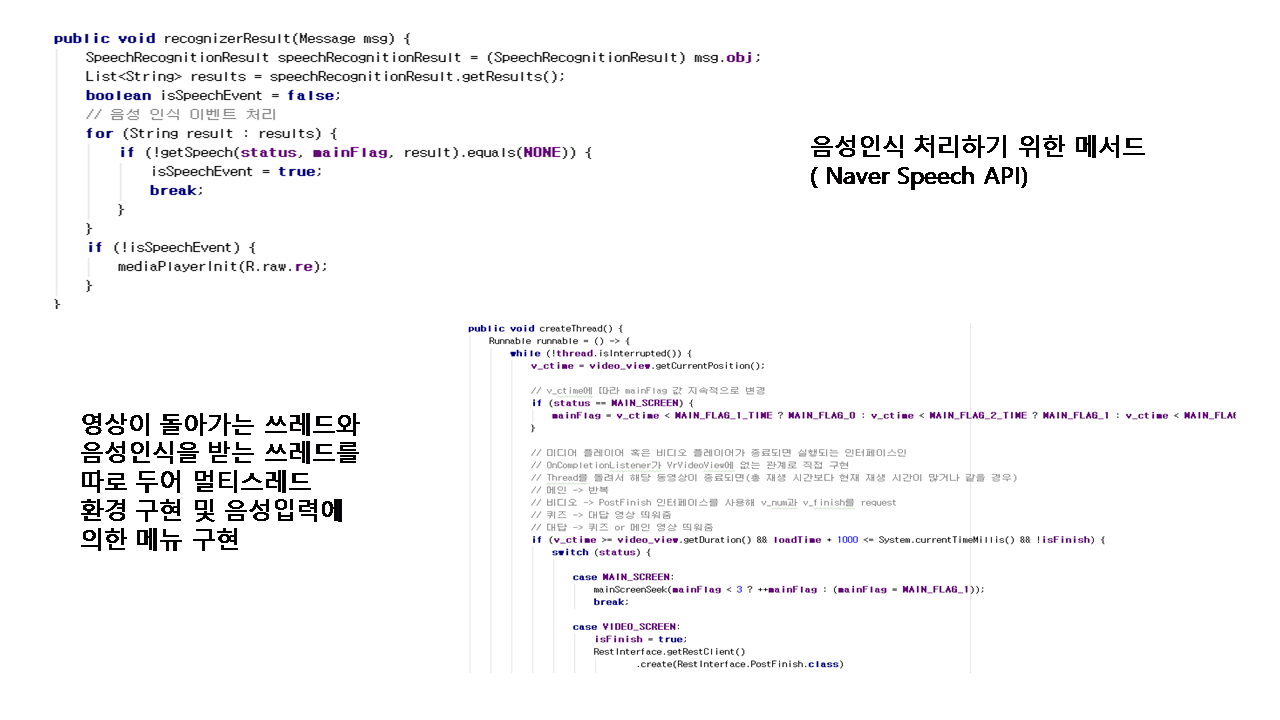 public void recognizerResult(Message msg) {
SpeechRecognitionResult speechRecognitionResult = (SpeechRecognitionResult) msg.obj;
List<String> results = speechRecognitionResult.getResults();
boolean isSpeechEvent = false;
// 음성 인식 이벤트 처리
for (String result : results) {
if (!getSpeech(status, mainFlag, result).equals(NONE)) {
isSpeechEvent = true;
break;
}
}
if (!isSpeechEvent) {
mediaPlayerInit(R.raw.re);
}
}
음성인식 처리하기 위한 메서드
( Naver Speech API)
영상이 돌아가는 쓰레드와
음성인식을 받는 쓰레드를
따로 두어 멀티스레드
환경 구현 및 음성입력에
의한 메뉴 구현
public void createThread() {
Runnable runnable = () -> {
while (!thread.isInterrupted()) {
v_ctime = video_view.getCurrentPosition();
// v_ctime에 따라 mainFlag 값 지속적으로 변경
if (status == MAIN_SCREEN) {
mainFlag = v_ctime < MAIN_FLAG_1_TIME ? MAIN_FLAG_0 : v_ctime < MAIN_FLAG_2_TIME ? MAIN_FLAG_1 : v_ctime < MAIN_FLAG
}
// 미디어 플레이어 혹은 비디오 플레이어가 종료되면 실행되는 인터페이스인
// OnCompletionListener가 VrVideoView에 없는 관계로 직접 구현
// Thread를 돌려서 해당 동영상이 종료되면(총 재생 시간보다 현재 재생 시간이 많거나 같을 경우)
// 메인 -> 반복
// 비디오 -> PostFinish 인터페이스를 사용해 v_num과 v_finish를 request
// 퀴즈 -> 대답 영상 띄워줌
// 대답 -> 퀴즈 or 메인 영상 띄워줌
if (v_ctime >= video_view.getDuration() && loadTime + 1000 <= System.currentTimeMillis() && !isFinish) {
switch (status) {
case MAIN_SCREEN:
mainScreenSeek(mainFlag < 3 ? ++mainFlag : (mainFlag = MAIN_FLAG_1));
break;
case VIDEO_SCREEN:
isFinish = true;
RestInterface.getRestClient()
.create(RestInterface.PostFinish.class)